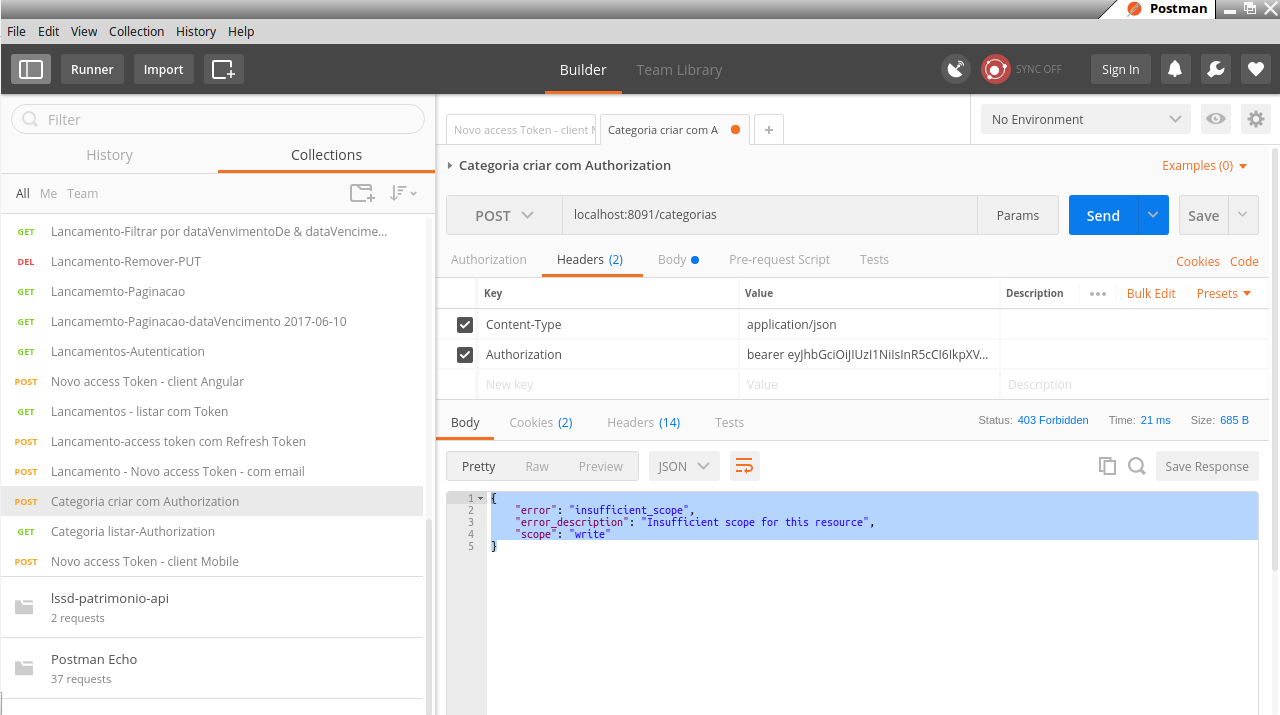 Postman
File Edit View Collection History Help
Runner Import Builder Team Library SYNC OFF Sign In
Filter
History Collections
All Me Team
GET Lancamento-Filtrar por dataVenvimentoDe & dataVencime...
DEL Lancamento-Remover-PUT
GET Lancamemto-Paginacao
GET Lancamemto-Paginacao-dataVencimento 2017-06-10
GET Lancamentos-Autentication
POST Novo access Token - client Angular
GET Lancamentos - listar com Token
POST Lancamento-access token com Refresh Token
POST Lancamento - Novo access Token - com email
POST Categoria criar com Authorization
GET Categoria listar-Authorization
POST Novo access Token - client Mobile
lssd-patrimonio-api
2 requests
Postman Echo
37 requests
Novo access Token - client M Categoria criar com A + No Environment
Categoria criar com Authorization Examples (0)
POST localhost:8091/categorias Params Send Save
Authorization Headers (2) Body Pre-request Script Tests Cookies Code
Key Value Description ••• Bulk Edit Presets
Content-Type application/json
Authorization bearer eyJhbGciOiJIUzI1NiIsInR5cCI6IkpXV...
New key Value Description
Body Cookies (2) Headers (14) Tests Status: 403 Forbidden Time: 21 ms Size: 685 B
Pretty Raw Preview JSON Save Response
1 {
2 "error": "insufficient_scope",
3 "error_description": "Insufficient scope for this resource",
4 "scope": "write"
5 }